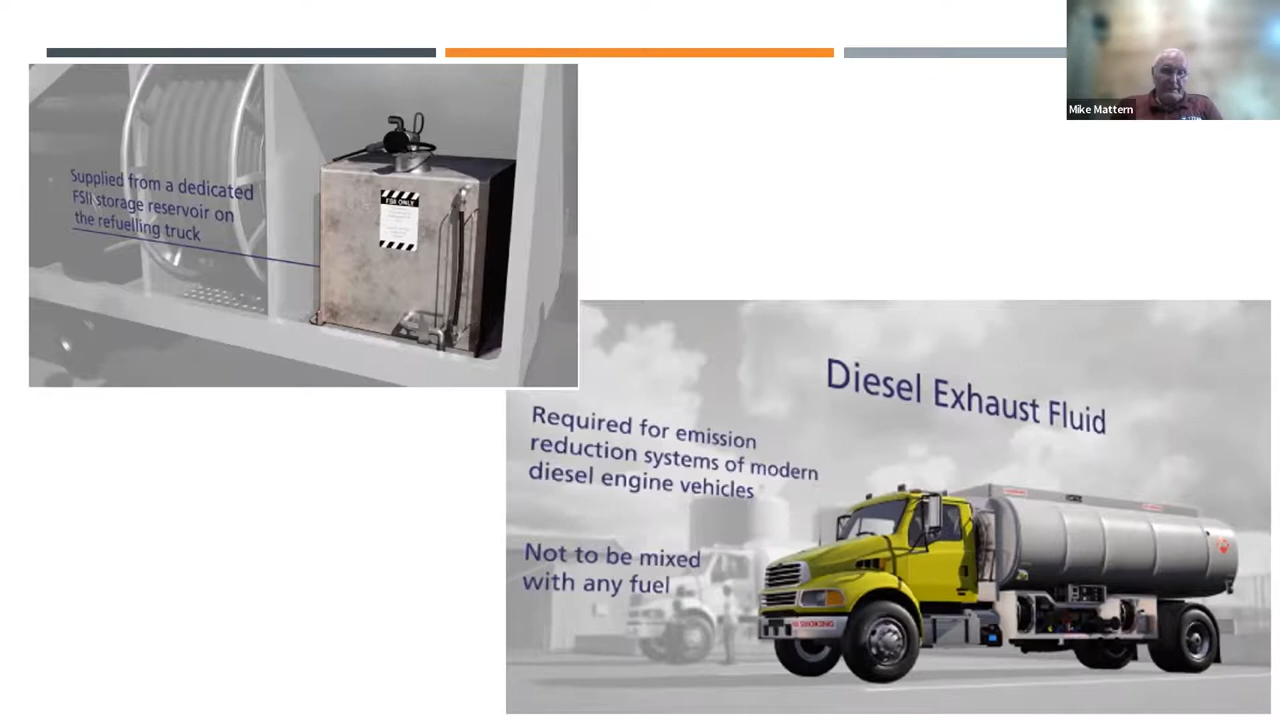 Mike Mattern
Supplied from a dedicated
FSII storage reservoir on
the refuelling truck
FSII ONLY
Diesel Exhaust Fluid
Required for emission
reduction systems of modern
diesel engine vehicles
Not to be mixed
with any fuel
SMOKING